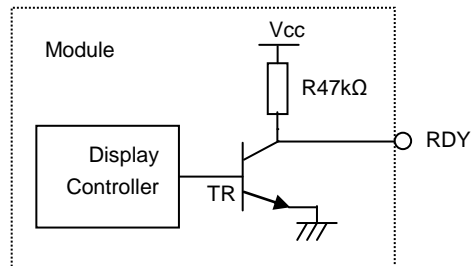 Module
Vcc
R47kΩ
RDY
Display
Controller
TR